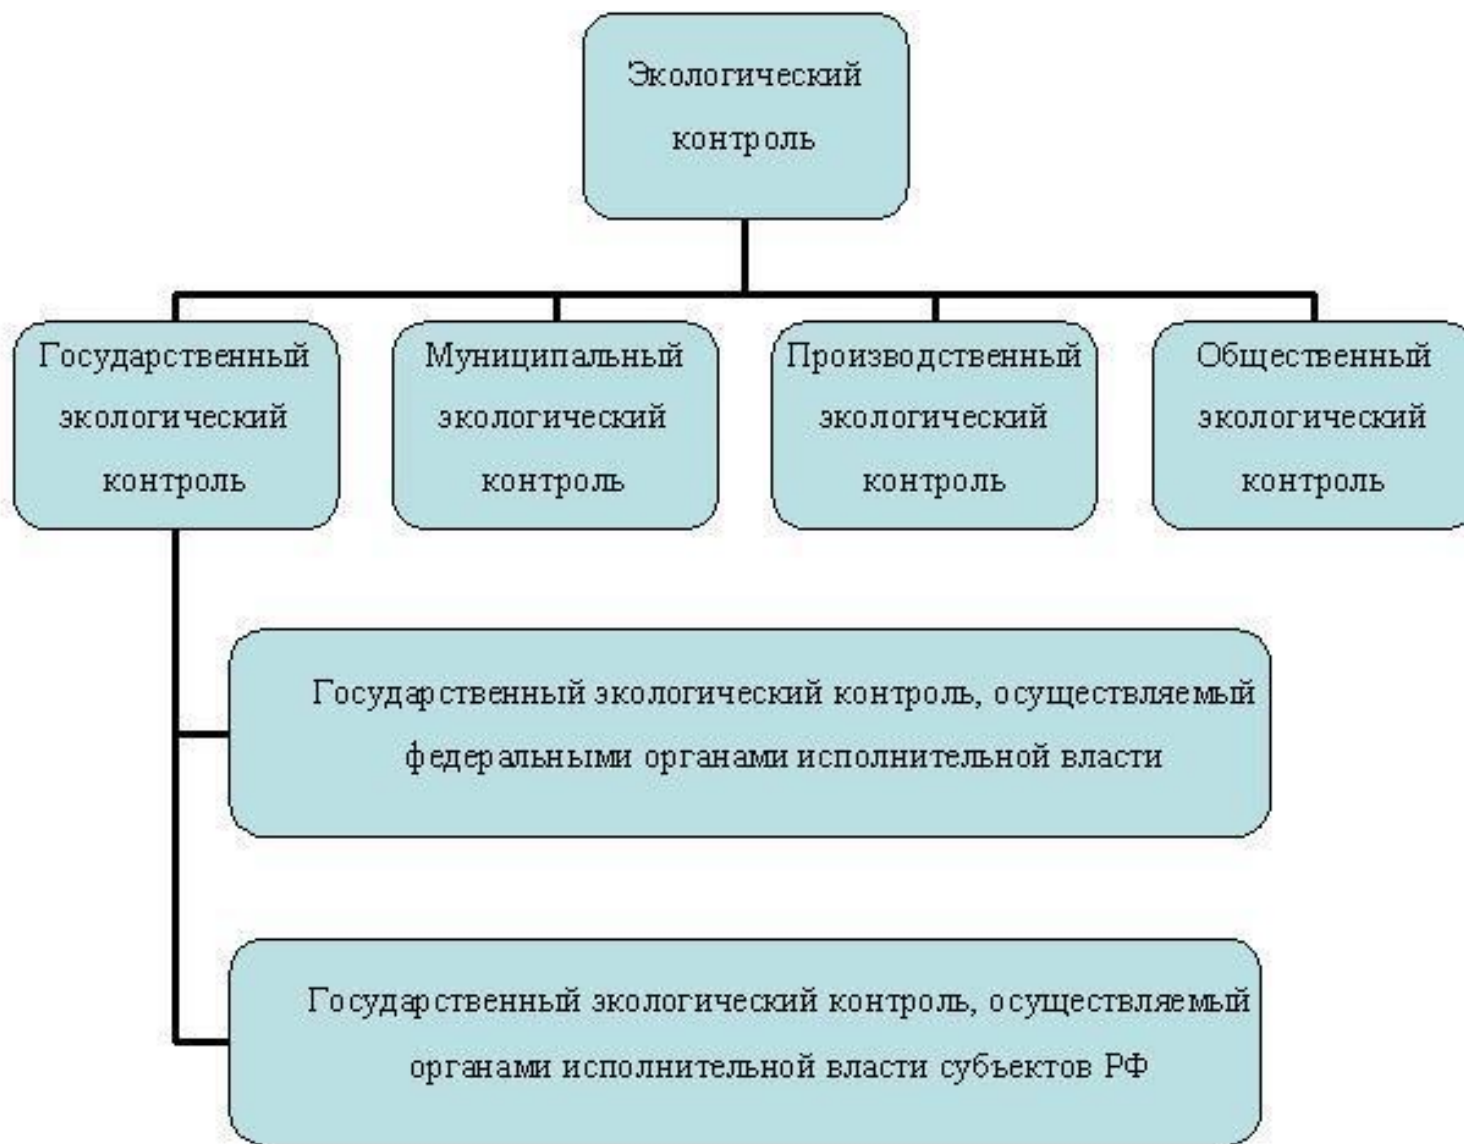 Экологический
контроль
Государственный
экологический
контроль
Муниципальный
экологический
контроль
Производственный
экологический
контроль
Общественный
экологический
контроль
Государственный экологический контроль, осуществляемый
федеральными органами исполнительной власти
Государственный экологический контроль, осуществляемый
органами исполнительной власти субъектов РФ